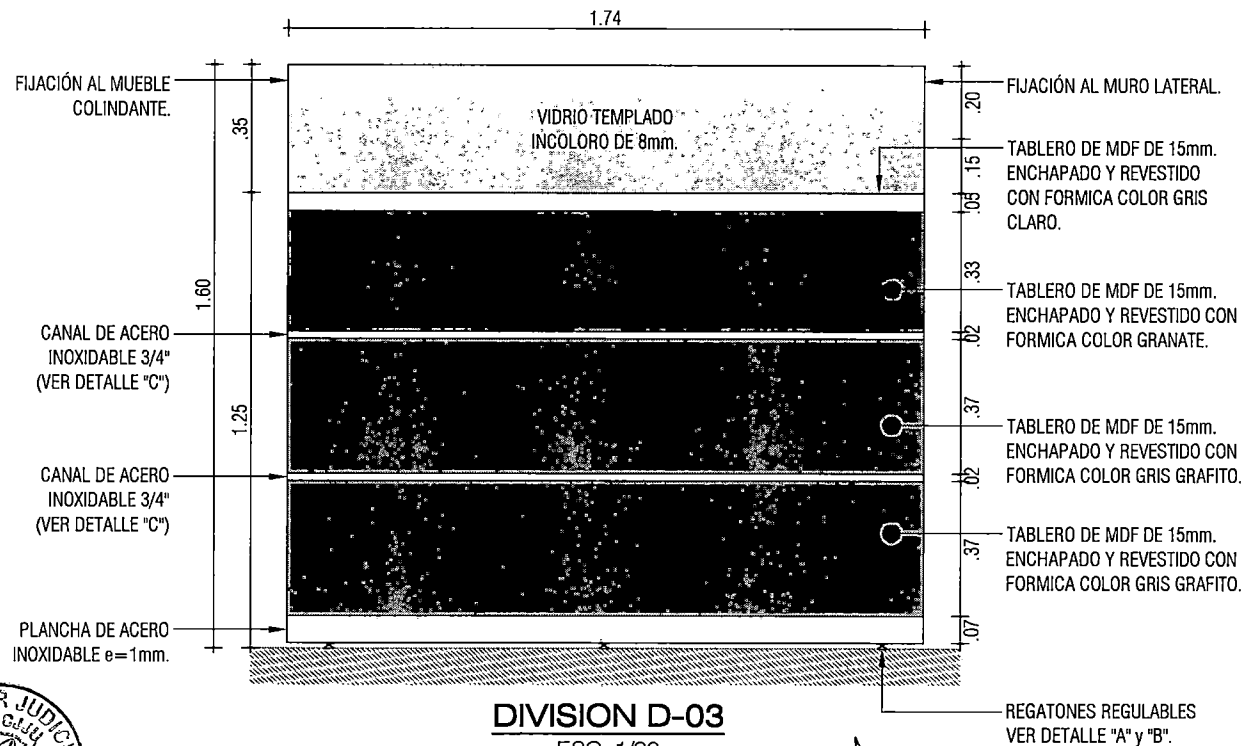 1.74
FIJACIÓN AL MUEBLE
COLINDANTE.
FIJACIÓN AL MURO LATERAL.
.35
.20
VIDRIO TEMPLADO
INCOLORO DE 8mm.
.15
TABLERO DE MDF DE 15mm.
ENCHAPADO Y REVESTIDO
CON FORMICA COLOR GRIS
CLARO.
.05
1.60
.33
TABLERO DE MDF DE 15mm.
ENCHAPADO Y REVESTIDO CON
FORMICA COLOR GRANATE.
CANAL DE ACERO
INOXIDABLE 3/4"
(VER DETALLE "C")
.02
1.25
.37
TABLERO DE MDF DE 15mm.
ENCHAPADO Y REVESTIDO CON
FORMICA COLOR GRIS GRAFITO.
CANAL DE ACERO
INOXIDABLE 3/4"
(VER DETALLE "C")
.02
.37
TABLERO DE MDF DE 15mm.
ENCHAPADO Y REVESTIDO CON
FORMICA COLOR GRIS GRAFITO.
PLANCHA DE ACERO
INOXIDABLE e=1mm.
.07
DIVISION D-03
REGATONES REGULABLES
VER DETALLE "A" y "B".